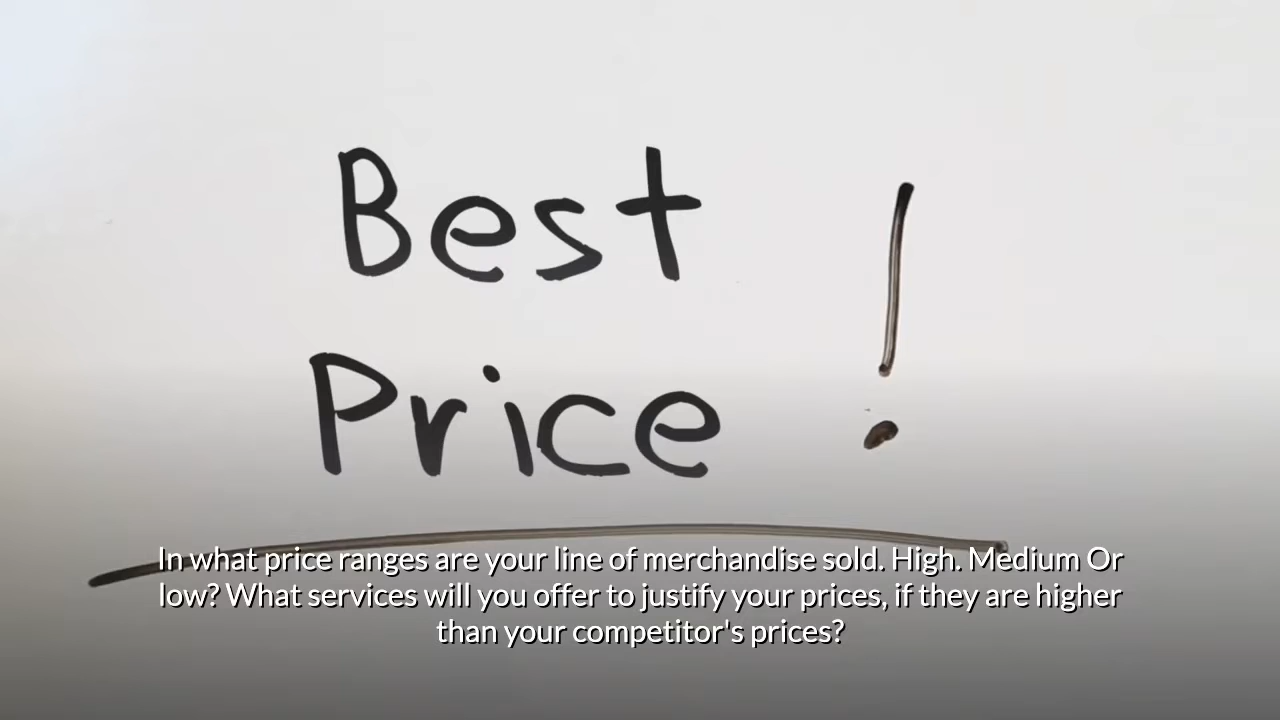 Best
Price !
In what price ranges are your line of merchandise sold. High. Medium Or
low? What services will you offer to justify your prices, if they are higher
than your competitor's prices?